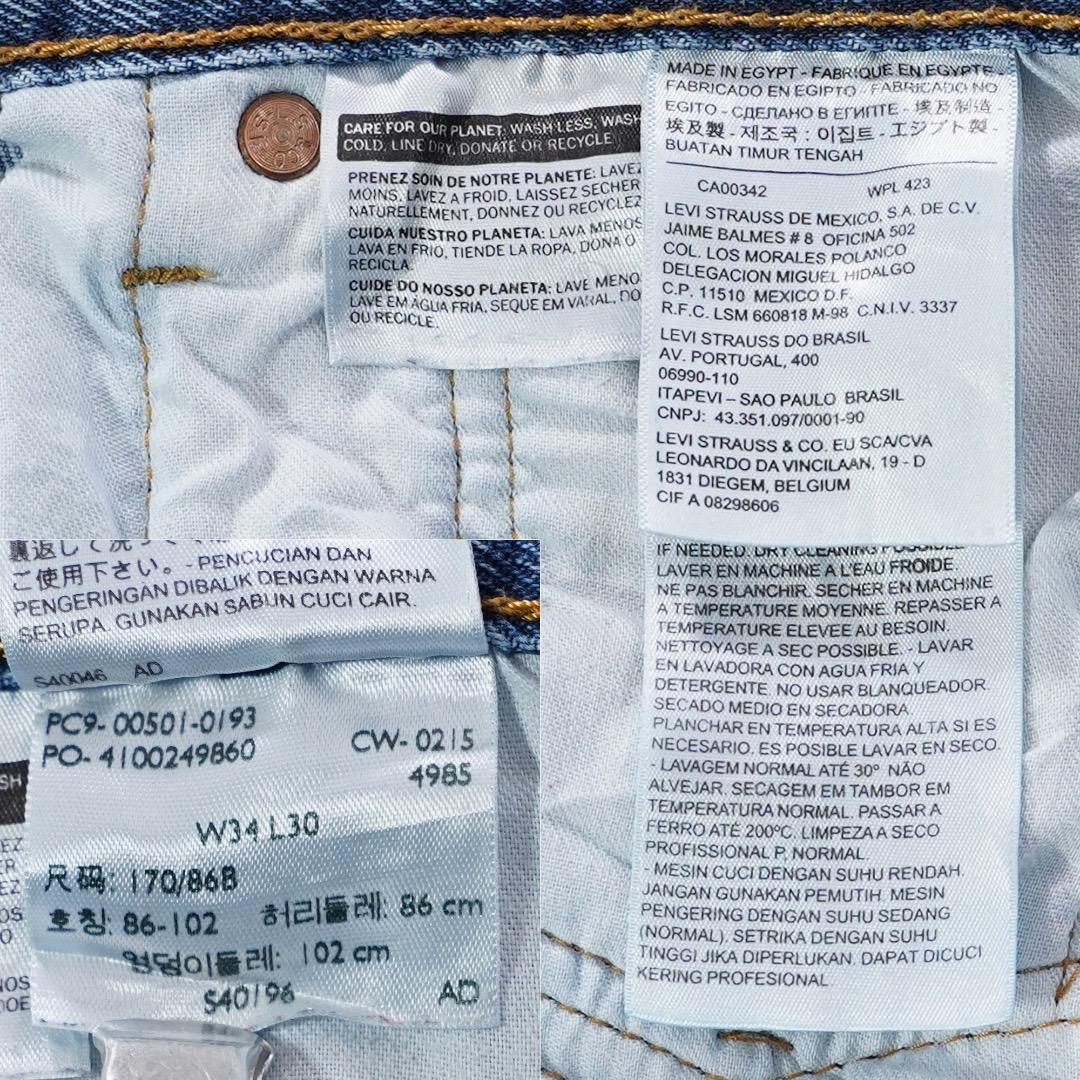 CARE FOR OUR PLANET: WASH LESS, WASH
COLD, LINE DRY, DONATE OR RECYCLE
PRENEZ SOIN DE NOTRE PLANETE: LAVEZ
MOINS, LAVEZ A FROID, LAISSEZ SECHER
NATURELLEMENT, DONNEZ OU RECYCLEZ
CUIDA NUESTRO PLANETA: LAVA MENOS
LAVA EN FRIO, TIENDE LA ROPA, DONA O
RECICLA.
CUIDE DO NOSSO PLANETA: LAVE MENO
LAVE EM AGUA FRIA, SEQUE EM VARAL, DO
OU RECICLE.
MADE IN EGYPT - FABRIQUE EN EGYPTE -
FABRICADO EN EGIPTO - FABRICADO NO
EGITO - СДЕЛАНО В ЕГИПТЕ - 埃及制造 -
埃及製 - 제조국 : 이집트 - エジプト製 -
BUATAN TIMUR TENGAH
CA00342 WPL 423
LEVI STRAUSS DE MEXICO, S.A. DE C.V.
JAIME BALMES # 8 OFICINA 502
COL. LOS MORALES POLANCO
DELEGACION MIGUEL HIDALGO
C.P. 11510 MEXICO D.F.
R.F.C. LSM 660818 M-98 C.N.I.V. 3337
LEVI STRAUSS DO BRASIL
AV. PORTUGAL, 400
06990-110
ITAPEVI – SAO PAULO BRASIL
CNPJ: 43.351.097/0001-90
LEVI STRAUSS & CO. EU SCA/CVA
LEONARDO DA VINCILAAN, 19 - D
1831 DIEGEM, BELGIUM
CIF A 08298606
IF NEEDED. DRY CLEANING POSSIBLE
LAVER EN MACHINE A L'EAU FROIDE.
NE PAS BLANCHIR. SECHER EN MACHINE
A TEMPERATURE MOYENNE. REPASSER A
TEMPERATURE ELEVEE AU BESOIN.
NETTOYAGE A SEC POSSIBLE. - LAVAR
EN LAVADORA CON AGUA FRIA Y
DETERGENTE. NO USAR BLANQUEADOR.
SECADO MEDIO EN SECADORA.
PLANCHAR EN TEMPERATURA ALTA SI ES
NECESARIO. ES POSIBLE LAVAR EN SECO.
- LAVAGEM NORMAL ATÉ 30º NÃO
ALVEJAR. SECAGEM EM TAMBOR EM
TEMPERATURA NORMAL. PASSAR A
FERRO ATÉ 200ºC. LIMPEZA A SECO
PROFISSIONAL P, NORMAL.
- MESIN CUCI DENGAN SUHU RENDAH.
JANGAN GUNAKAN PEMUTIH. MESIN
PENGERING DENGAN SUHU SEDANG
(NORMAL). SETRIKA DENGAN SUHU
TINGGI JIKA DIPERLUKAN. DAPAT DICUCI
KERING PROFESIONAL
裏返して洗って
ご使用下さい。- PENCUCIAN DAN
PENGERINGAN DIBALIK DENGAN WARNA
SERUPA. GUNAKAN SABUN CUCI CAIR.
S40046 AD
PC9- 00501-0193
PO- 4100249860
CW- 0215
4985
W34 L30
尺码: 170/86B
호칭: 86-102 허리둘레: 86 cm
엉덩이둘레: 102 cm
S40196 AD